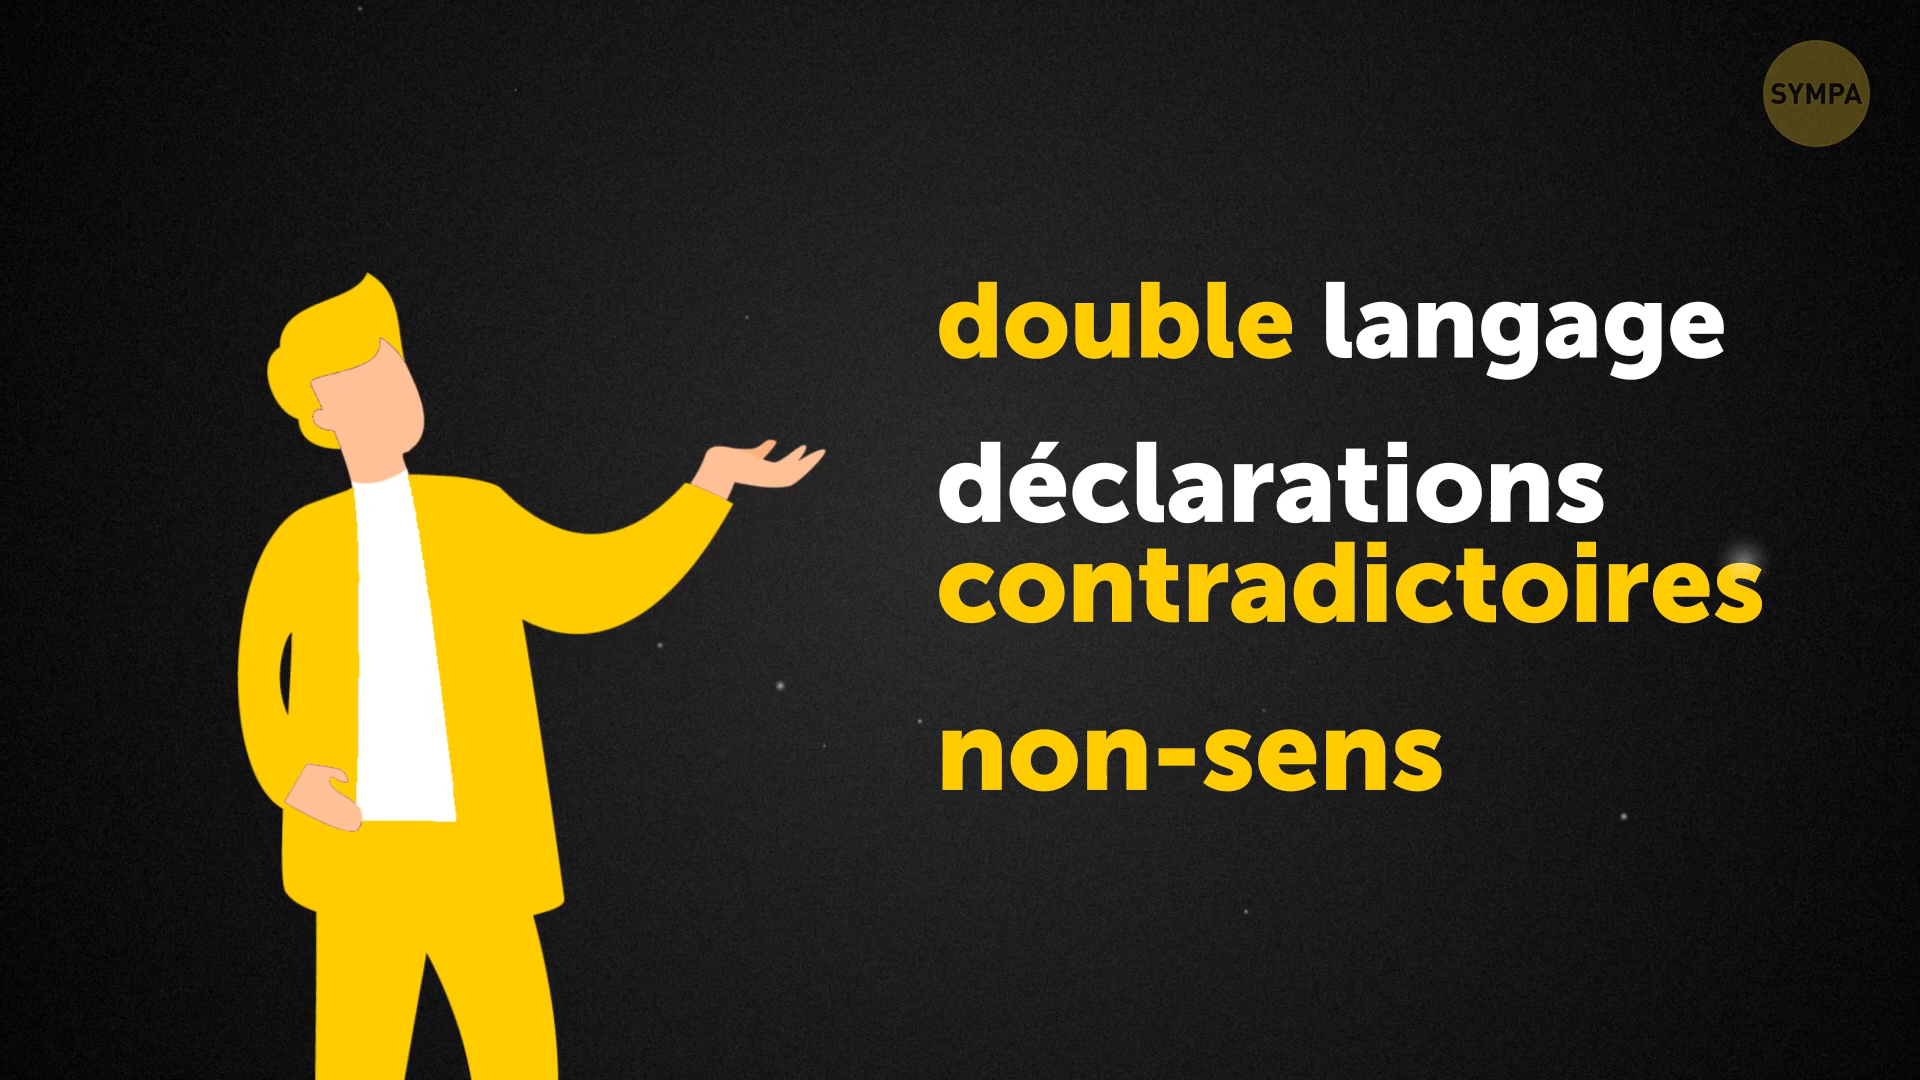 SYMPA
double langage
déclarations
contradictoires
non-sens